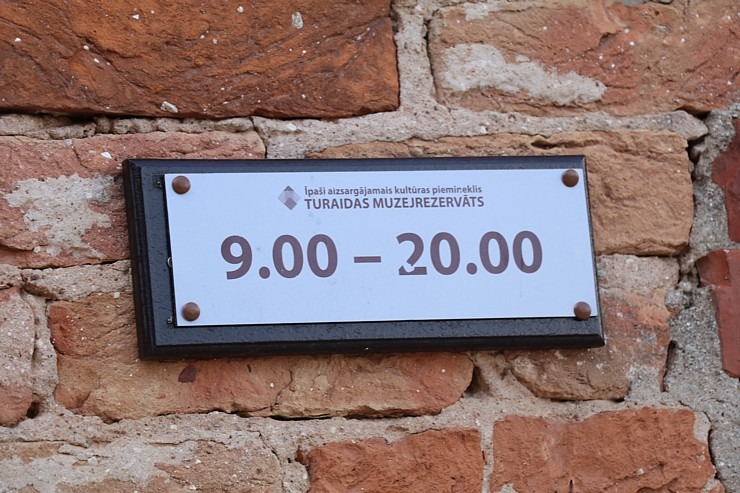 Īpaši aizsargājamais kultūras piemineklis
TURAIDAS MUZEJREZERVĀTS
9.00 – 20.00